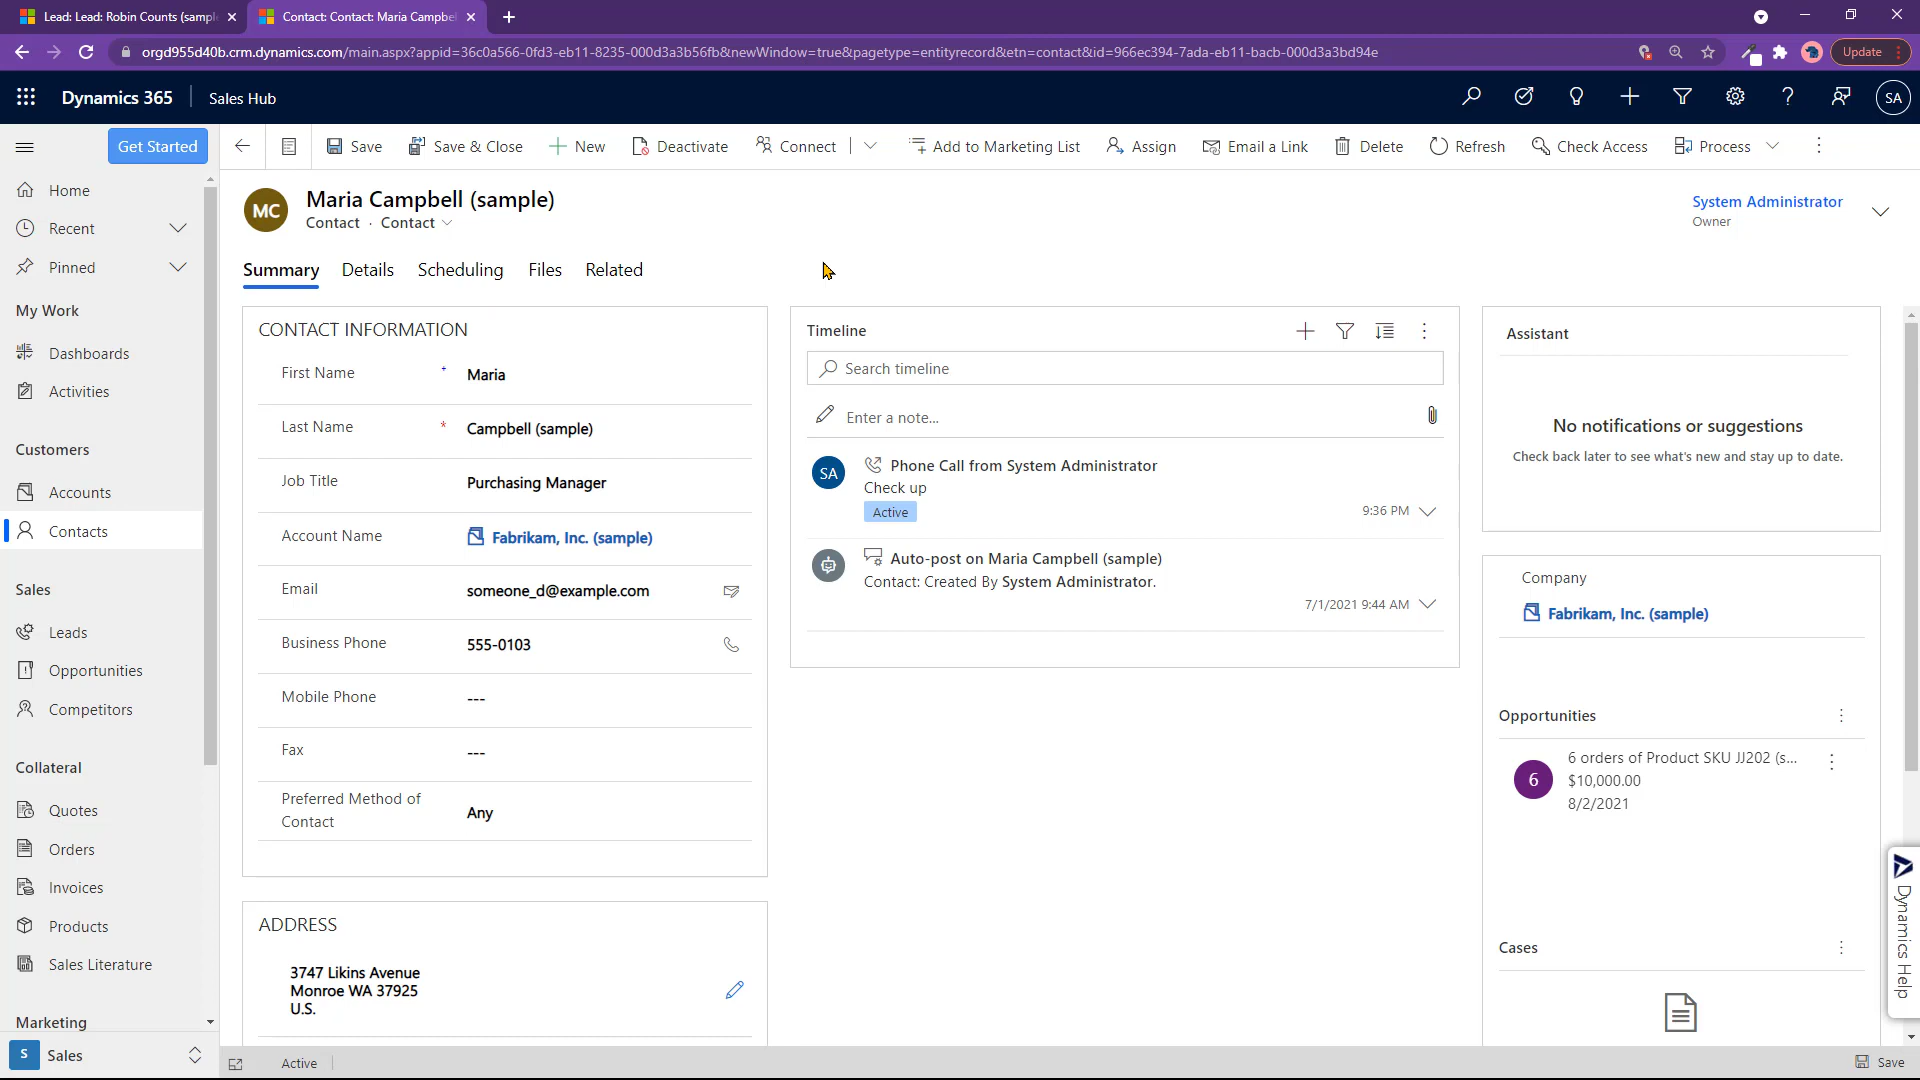 Lead: Lead: Robin Counts (sampl
Contact: Contact: Maria Campbel
orgd955d40b.crm.dynamics.com/main.aspx?appid=36c0a566-0fd3-eb11-8235-000d3a3b56fb&newWindow=true&pagetype=entityrecord&etn=contact&id=966ec394-7ada-eb11-bacb-000d3a3bd94e
Update
Dynamics 365
Sales Hub
SA
Get Started
Save
Save & Close
New
Deactivate
Connect
Add to Marketing List
Assign
Email a Link
Delete
Refresh
Check Access
Process
Home
Recent
Pinned
My Work
Dashboards
Activities
Customers
Accounts
Contacts
Sales
Leads
Opportunities
Competitors
Collateral
Quotes
Orders
Invoices
Products
Sales Literature
Marketing
S
Sales
MC
Maria Campbell (sample)
Contact · Contact
System Administrator
Owner
Summary
Details
Scheduling
Files
Related
CONTACT INFORMATION
First Name + Maria
Last Name * Campbell (sample)
Job Title Purchasing Manager
Account Name Fabrikam, Inc. (sample)
Email someone_d@example.com
Business Phone 555-0103
Mobile Phone ---
Fax ---
Preferred Method of
Contact
Any
ADDRESS
3747 Likins Avenue
Monroe WA 37925
U.S.
Timeline
Search timeline
Enter a note...
SA
Phone Call from System Administrator
Check up
Active
9:36 PM
Auto-post on Maria Campbell (sample)
Contact: Created By System Administrator.
7/1/2021 9:44 AM
Assistant
No notifications or suggestions
Check back later to see what's new and stay up to date.
Company
Fabrikam, Inc. (sample)
Opportunities
6
6 orders of Product SKU JJ202 (s...
$10,000.00
8/2/2021
Cases
Dynamics Help
Active
Save